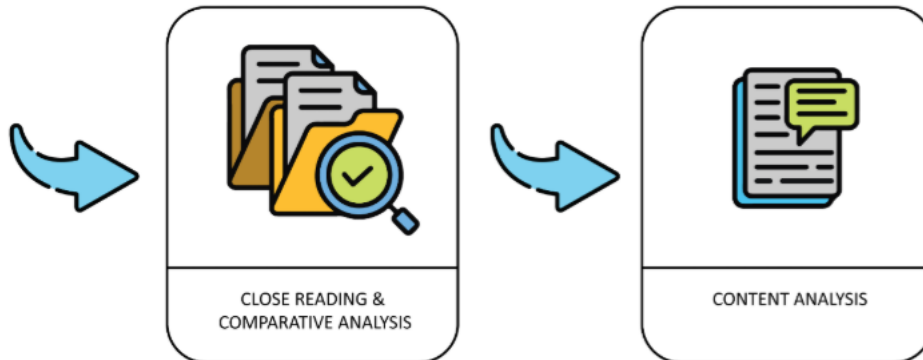 CLOSE READING &
COMPARATIVE ANALYSIS
CONTENT ANALYSIS